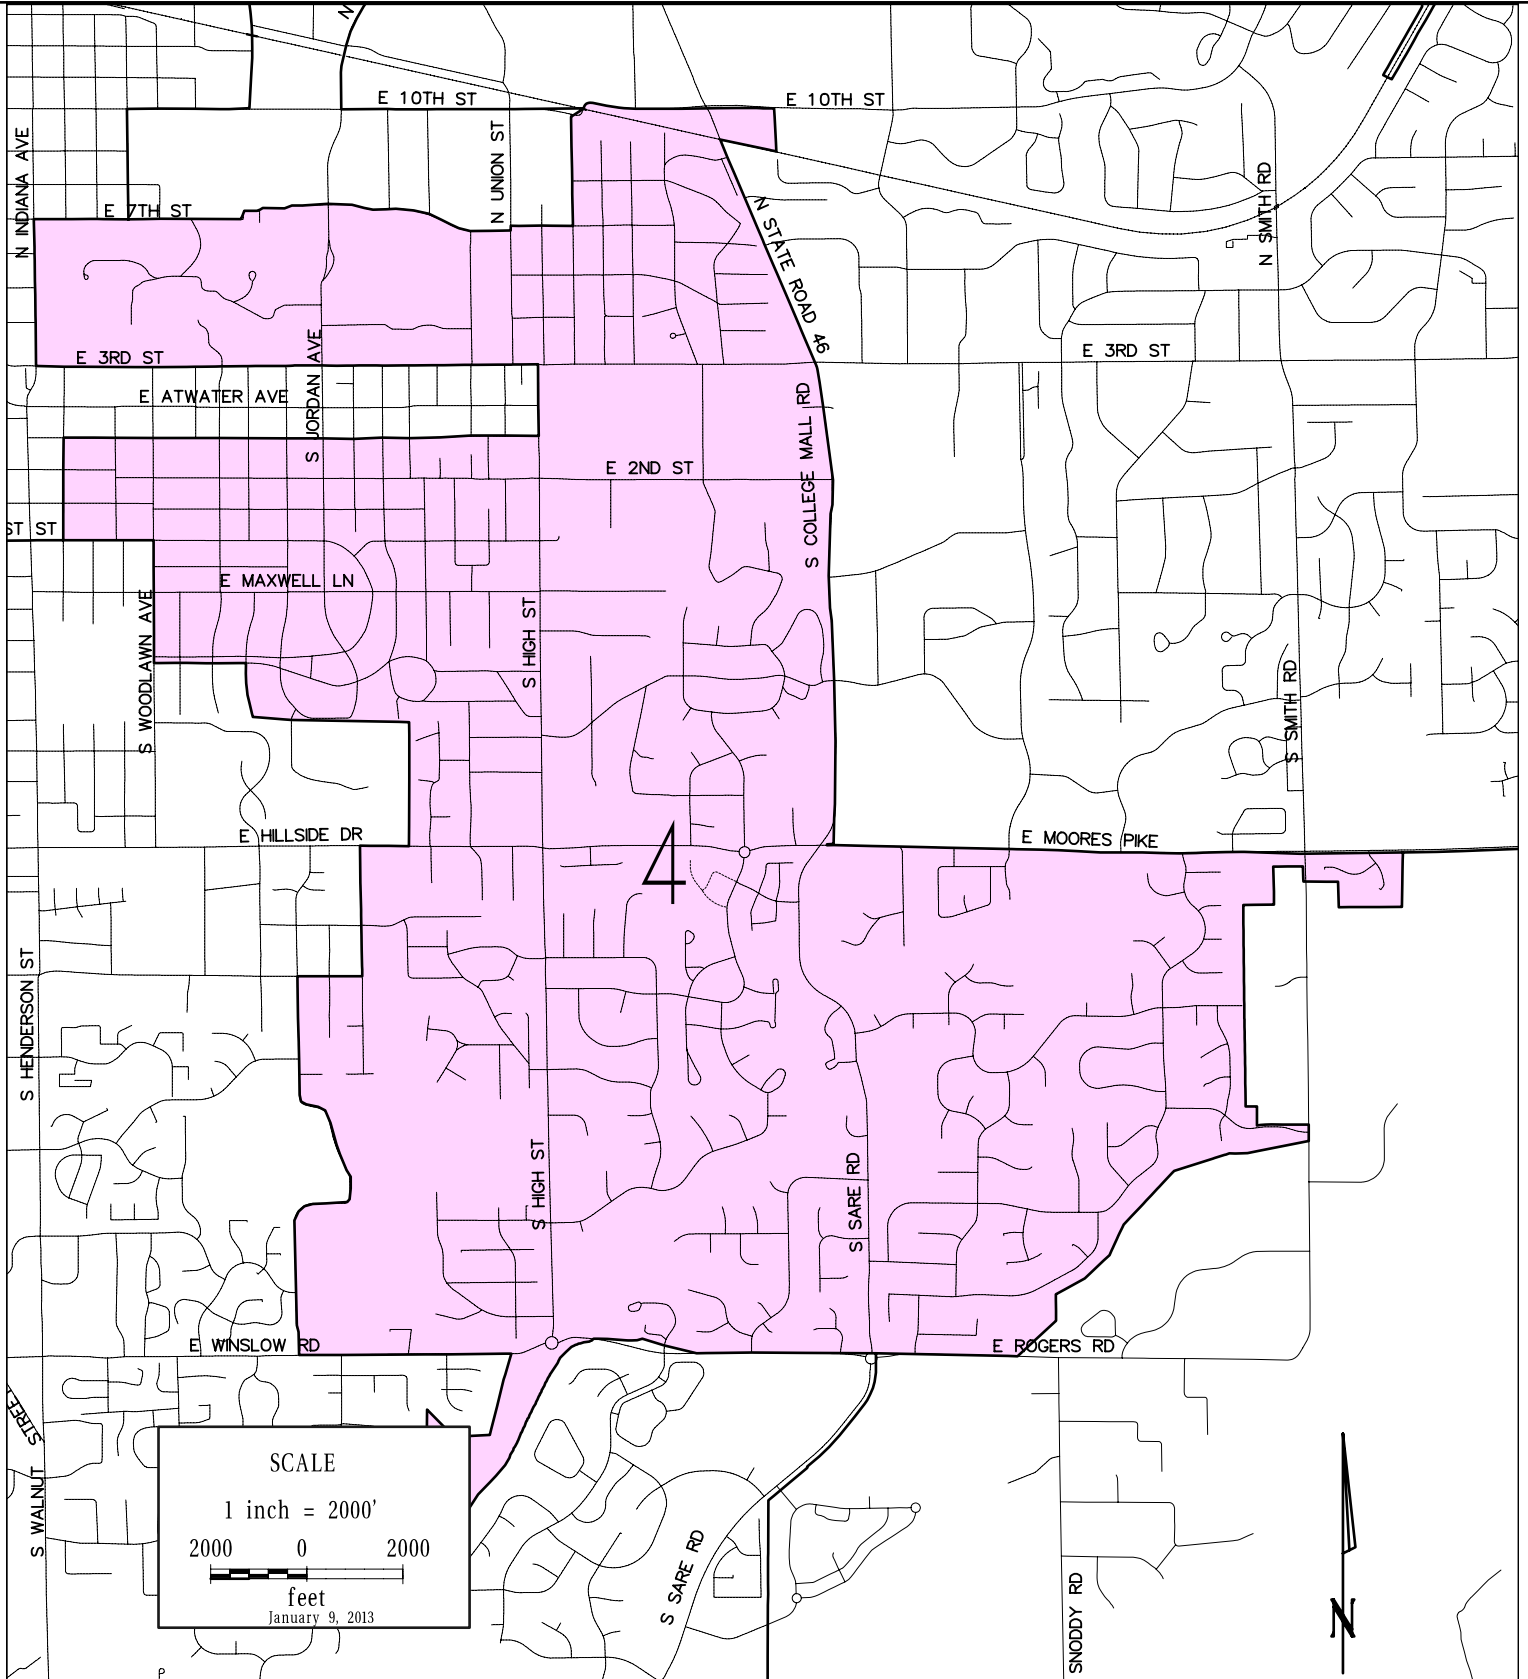 N
E 10TH ST
E 10TH ST
N INDIANA AVE
N UNION ST
E 7TH ST
N STATE ROAD 46
N SMITH RD
E 3RD ST
E 3RD ST
S JORDAN AVE
E ATWATER AVE
S COLLEGE MALL RD
E 2ND ST
ST ST
E MAXWELL LN
S WOODLAWN AVE
S HIGH ST
S SMITH RD
E HILLSIDE DR
4
E MOORES PIKE
S HENDERSON ST
S HIGH ST
S SARE RD
E WINSLOW RD
E ROGERS RD
STREE
S WALNUT
SCALE
1 inch = 2000'
2000 0 2000
feet
January 9, 2013
S SARE RD
SNODDY RD
N
P